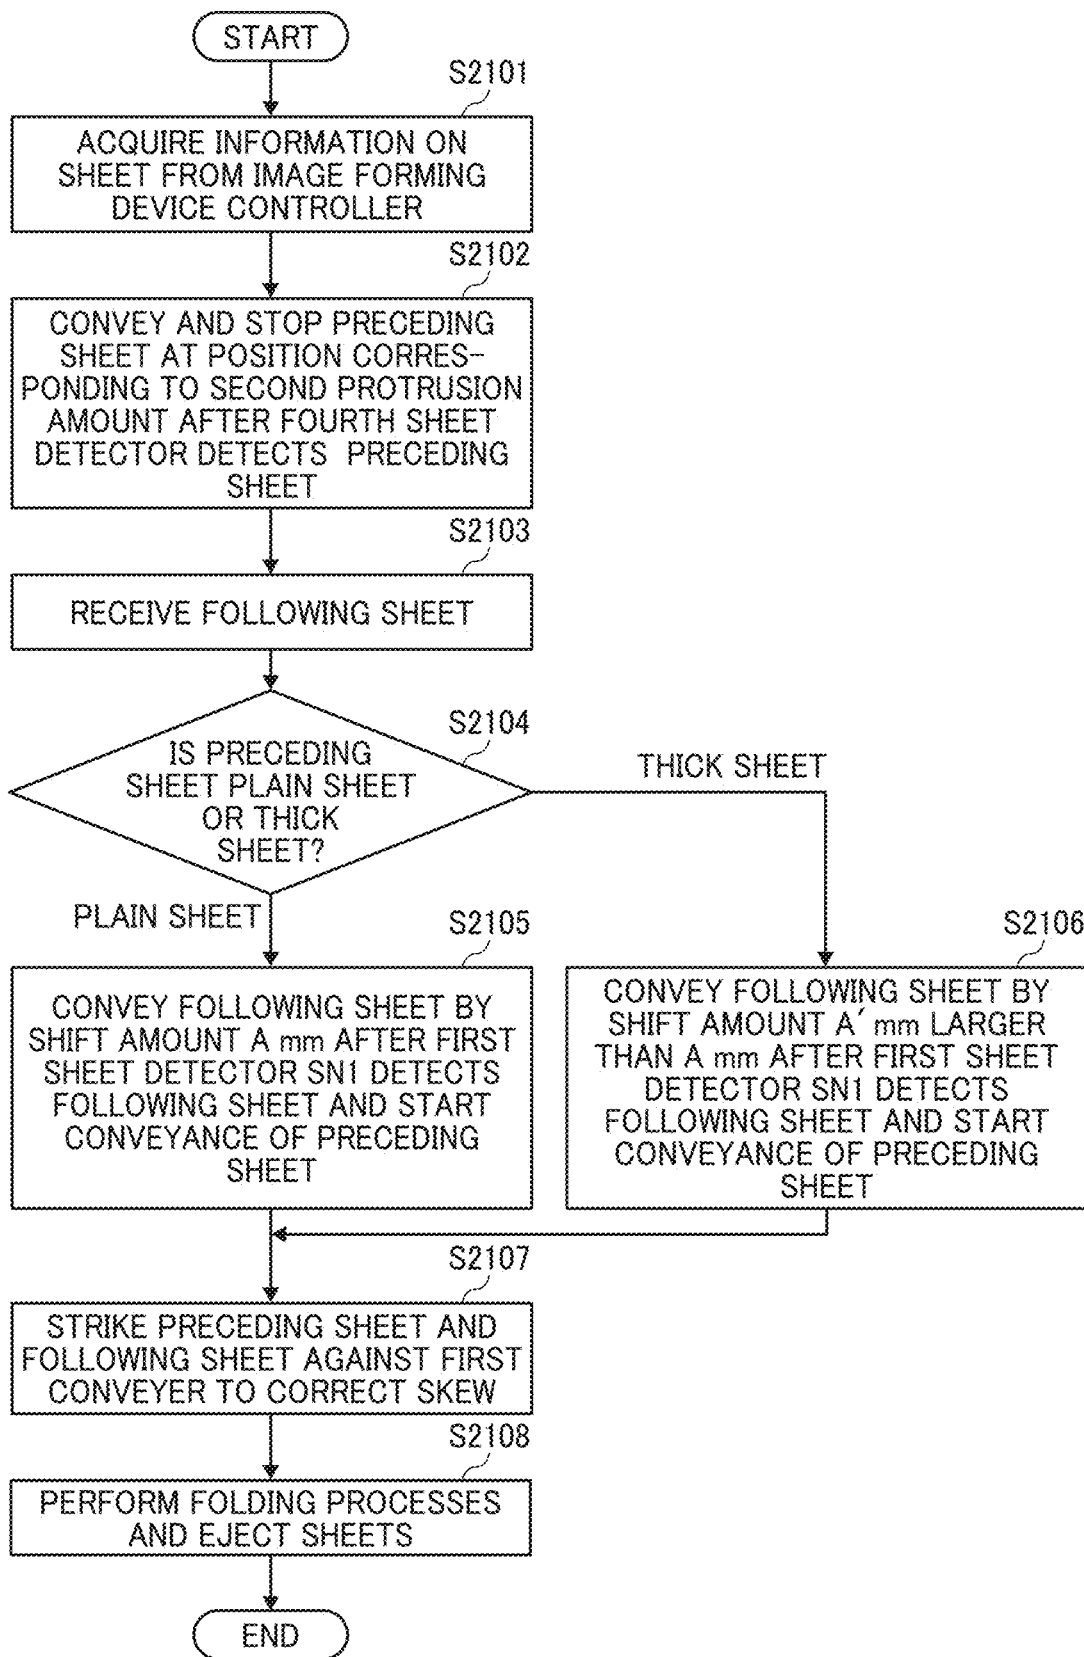 START
S2101
ACQUIRE INFORMATION ON
SHEET FROM IMAGE FORMING
DEVICE CONTROLLER
S2102
CONVEY AND STOP PRECEDING
SHEET AT POSITION CORRES-
PONDING TO SECOND PROTRUSION
AMOUNT AFTER FOURTH SHEET
DETECTOR DETECTS PRECEDING
SHEET
S2103
RECEIVE FOLLOWING SHEET
S2104
IS PRECEDING
SHEET PLAIN SHEET
OR THICK
SHEET?
THICK SHEET
PLAIN SHEET
S2105
CONVEY FOLLOWING SHEET BY
SHIFT AMOUNT A mm AFTER FIRST
SHEET DETECTOR SN1 DETECTS
FOLLOWING SHEET AND START
CONVEYANCE OF PRECEDING
SHEET
S2106
CONVEY FOLLOWING SHEET BY
SHIFT AMOUNT A′ mm LARGER
THAN A mm AFTER FIRST SHEET
DETECTOR SN1 DETECTS
FOLLOWING SHEET AND START
CONVEYANCE OF PRECEDING
SHEET
S2107
STRIKE PRECEDING SHEET AND
FOLLOWING SHEET AGAINST FIRST
CONVEYER TO CORRECT SKEW
S2108
PERFORM FOLDING PROCESSES
AND EJECT SHEETS
END